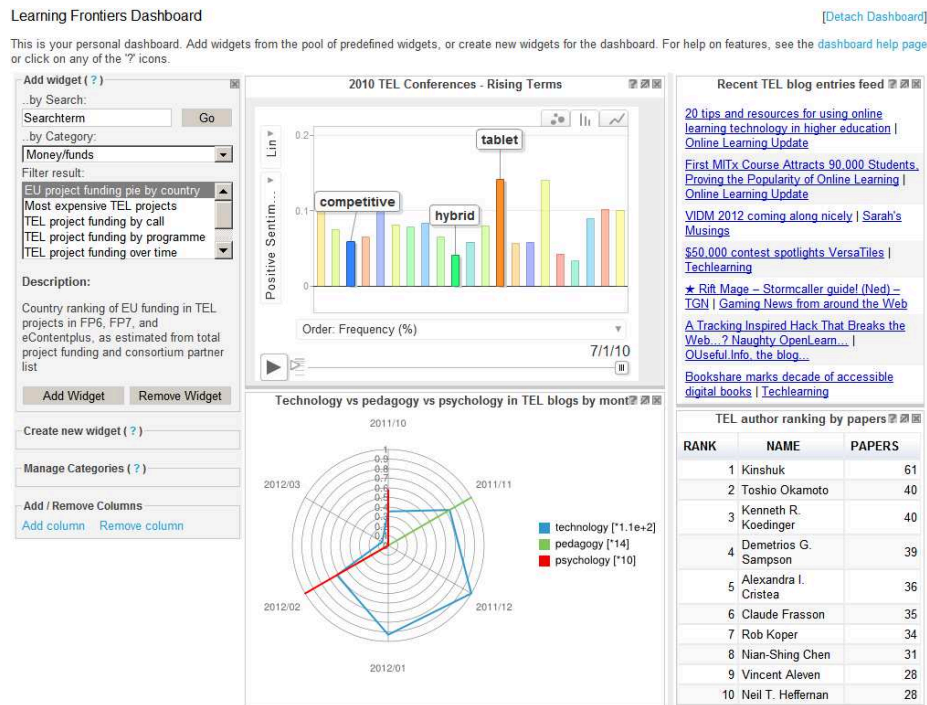 Learning Frontiers Dashboard
[Detach Dashboard]
This is your personal dashboard. Add widgets from the pool of predefined widgets, or create new widgets for the dashboard. For help on features, see the dashboard help page
or click on any of the '?' icons.
Add widget ( ? )
..by Search:
Searchterm
Go
..by Category:
Money/funds
Filter result:
EU project funding pie by country
Most expensive TEL projects
TEL project funding by call
TEL project funding by programme
TEL project funding over time
Description:
Country ranking of EU funding in TEL
projects in FP6, FP7, and
eContentplus, as estimated from total
project funding and consortium partner
list
Add Widget Remove Widget
Create new widget ( ? )
Manage Categories ( ? )
Add / Remove Columns
Add column Remove column
2010 TEL Conferences - Rising Terms
Lin
Positive Sentim...
0.2
0.1
0
competitive
hybrid
tablet
Order: Frequency (%)
7/1/10
Technology vs pedagogy vs psychology in TEL blogs by mont
2011/10
2011/11
2011/12
2012/01
2012/02
2012/03
1
0.9
0.8
0.7
0.6
0.5
0.4
0.3
technology [*1.1e+2]
pedagogy [*14]
psychology [*10]
Recent TEL blog entries feed
20 tips and resources for using online
learning technology in higher education |
Online Learning Update
First MITx Course Attracts 90,000 Students,
Proving the Popularity of Online Learning |
Online Learning Update
VIDM 2012 coming along nicely | Sarah's
Musings
$50,000 contest spotlights VersaTiles |
Techlearning
★ Rift Mage – Stormcaller guide! (Ned) –
TGN | Gaming News from around the Web
A Tracking Inspired Hack That Breaks the
Web...? Naughty OpenLearn... |
OUseful.Info, the blog...
Bookshare marks decade of accessible
digital books | Techlearning
TEL author ranking by papers
RANK NAME PAPERS
1 Kinshuk 61
2 Toshio Okamoto 40
3 Kenneth R. Koedinger 40
4 Demetrios G. Sampson 39
5 Alexandra I. Cristea 36
6 Claude Frasson 35
7 Rob Koper 34
8 Nian-Shing Chen 31
9 Vincent Aleven 28
10 Neil T. Heffernan 28